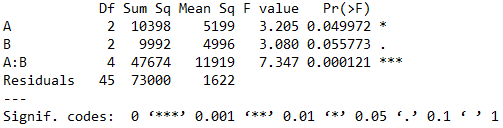 Df Sum Sq Mean Sq F value Pr(>F)
A 2 10398 5199 3.205 0.049972 *
B 2 9992 4996 3.080 0.055773 .
A:B 4 47674 11919 7.347 0.000121 ***
Residuals 45 73000 1622
---
Signif. codes: 0 ‘***’ 0.001 ‘**’ 0.01 ‘*’ 0.05 ‘.’ 0.1 ‘ ’ 1